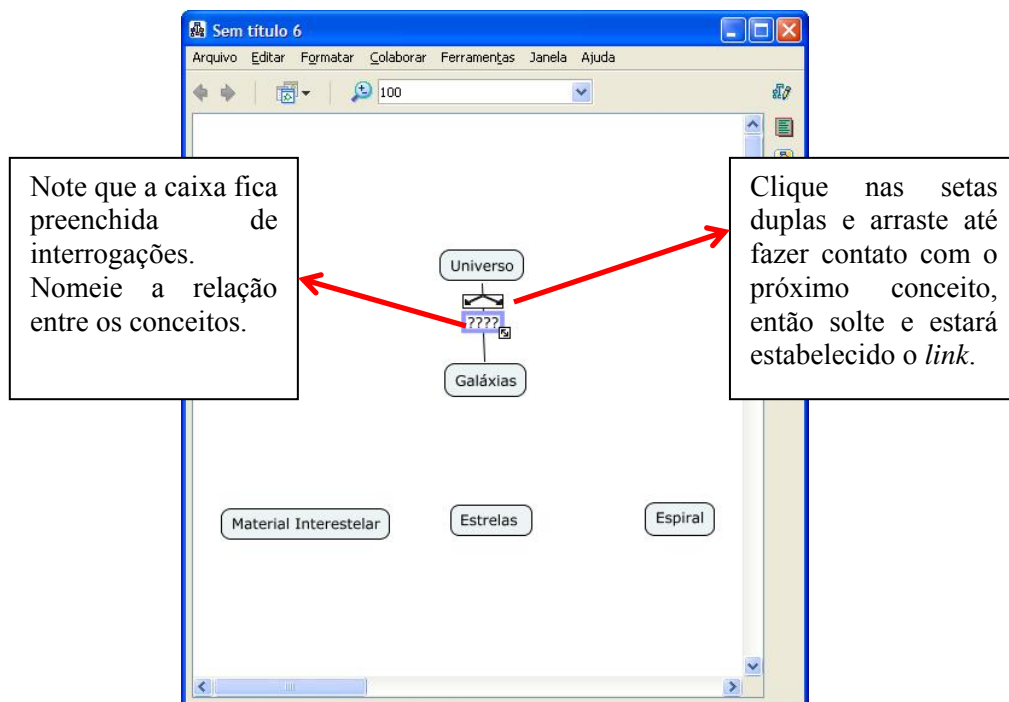 Sem título 6
Arquivo Editar Formatar Colaborar Ferramentas Janela Ajuda
100
Note que a caixa fica
preenchida de
interrogações.
Nomeie a relação
entre os conceitos.
Clique nas setas
duplas e arraste até
fazer contato com o
próximo conceito,
então solte e estará
estabelecido o link.
Universo
????
Galáxias
Material Interestelar
Estrelas
Espiral